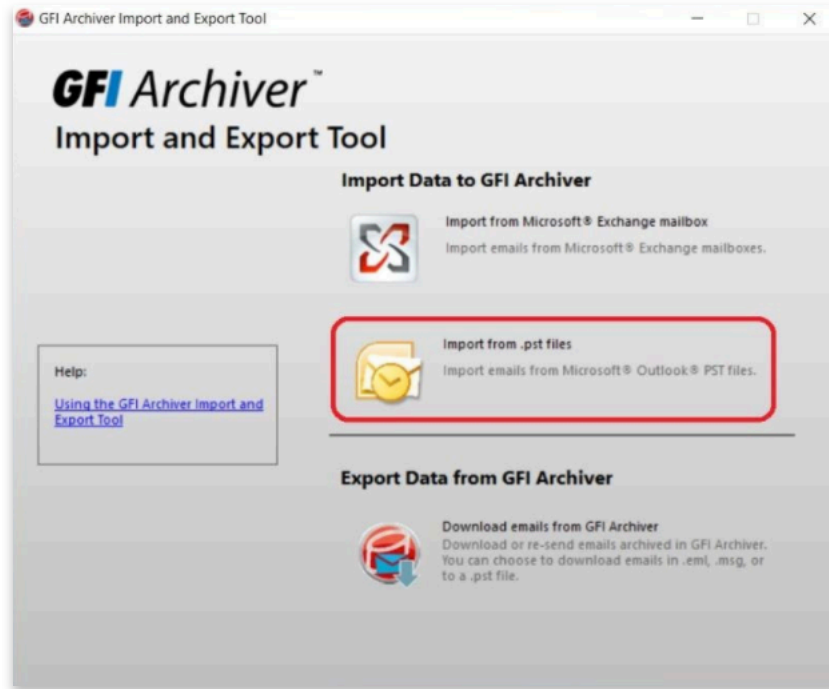 GFI Archiver Import and Export Tool
GFI Archiver™
Import and Export Tool
Import Data to GFI Archiver
Import from Microsoft® Exchange mailbox
Import emails from Microsoft® Exchange mailboxes.
Import from .pst files
Import emails from Microsoft® Outlook® PST files.
Help:
Using the GFI Archiver Import and
Export Tool
Export Data from GFI Archiver
Download emails from GFI Archiver
Download or re-send emails archived in GFI Archiver.
You can choose to download emails in .eml, .msg, or
to a .pst file.